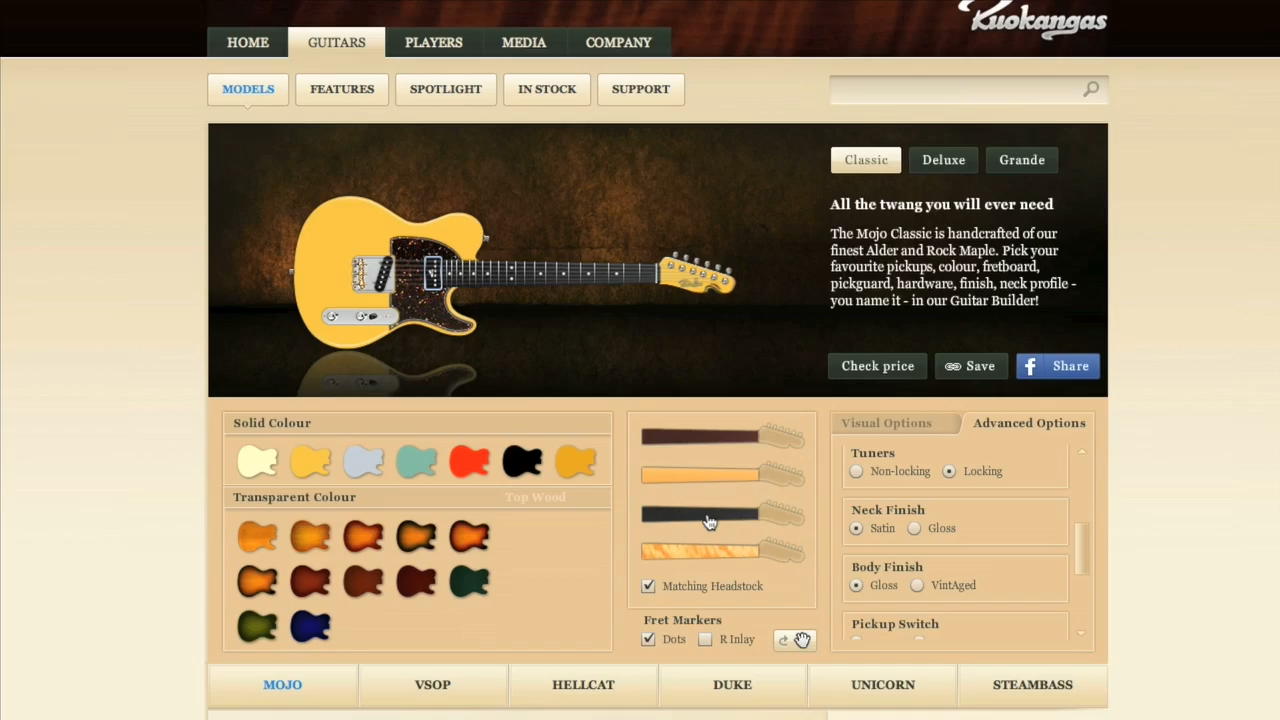 Ruokangas
HOME GUITARS PLAYERS MEDIA COMPANY
MODELS FEATURES SPOTLIGHT IN STOCK SUPPORT
Classic Deluxe Grande
All the twang you will ever need
The Mojo Classic is handcrafted of our
finest Alder and Rock Maple. Pick your
favourite pickups, colour, fretboard,
pickguard, hardware, finish, neck profile -
you name it - in our Guitar Builder!
Check price Save Share
Solid Colour
Transparent Colour Top Wood
Matching Headstock
Fret Markers
Dots R Inlay
Visual Options Advanced Options
Tuners
Non-locking Locking
Neck Finish
Satin Gloss
Body Finish
Gloss VintAged
Pickup Switch
MOJO VSOP HELLCAT DUKE UNICORN STEAMBASS